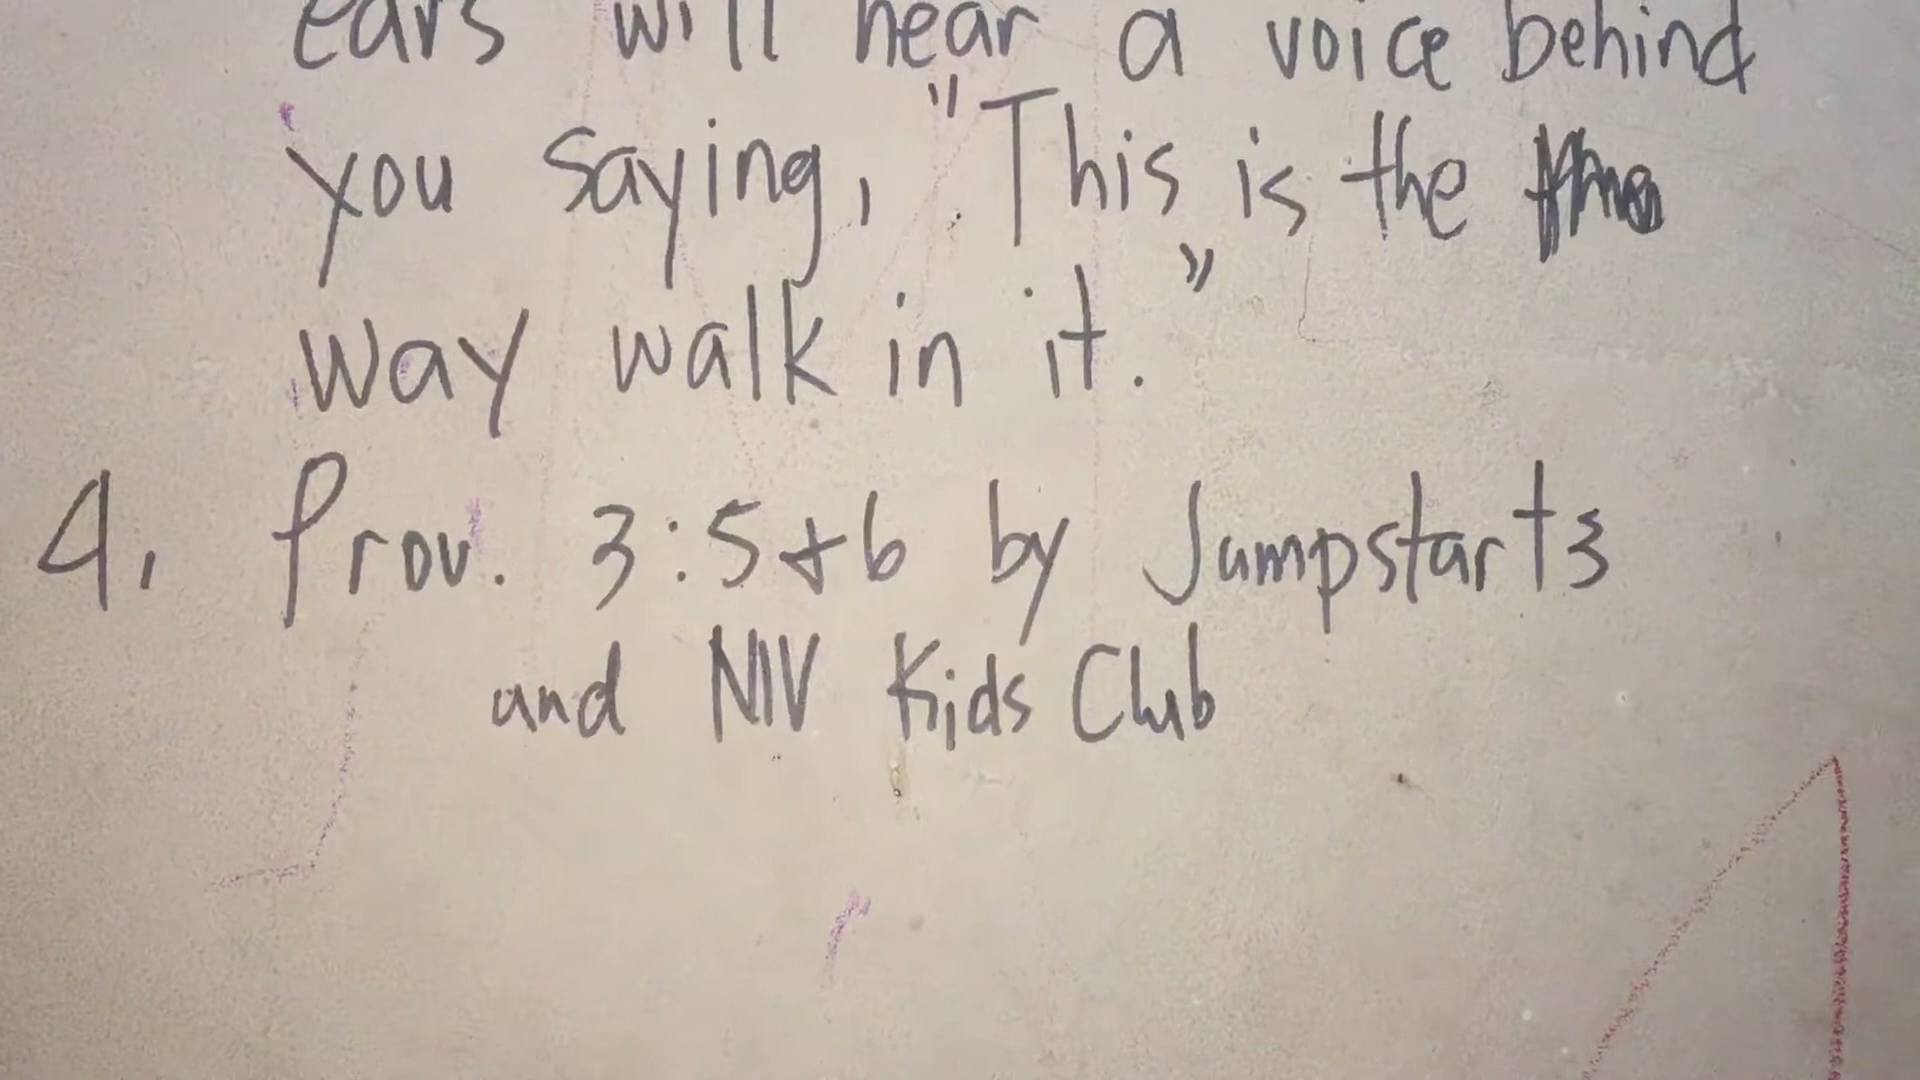 ears will hear a voice behind
you saying, "This is the
way walk in it."
4. Prov. 3:5+6 by Jumpstart3
and NIV Kids Club